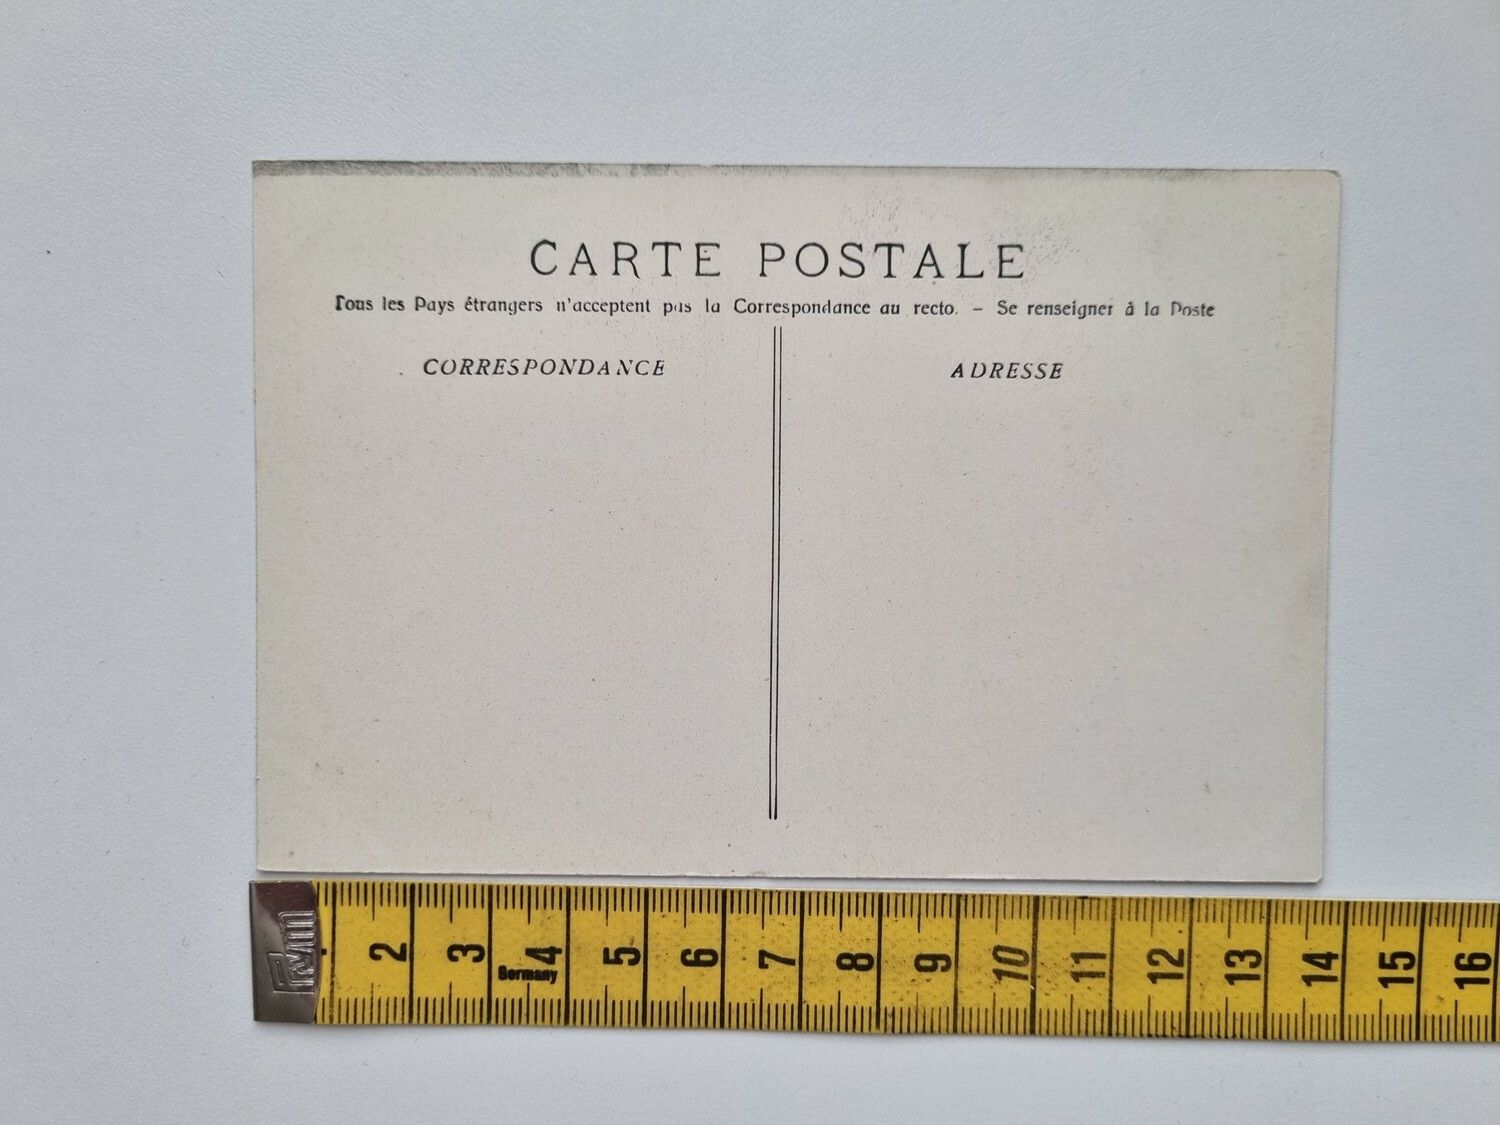 CARTE POSTALE
Tous les Pays étrangers n'acceptent pas la Correspondance au recto. – Se renseigner à la Poste
CORRESPONDANCE
ADRESSE
Prym
2 3 4 5 6 7 8 9 10 11 12 13 14 15 16
Germany